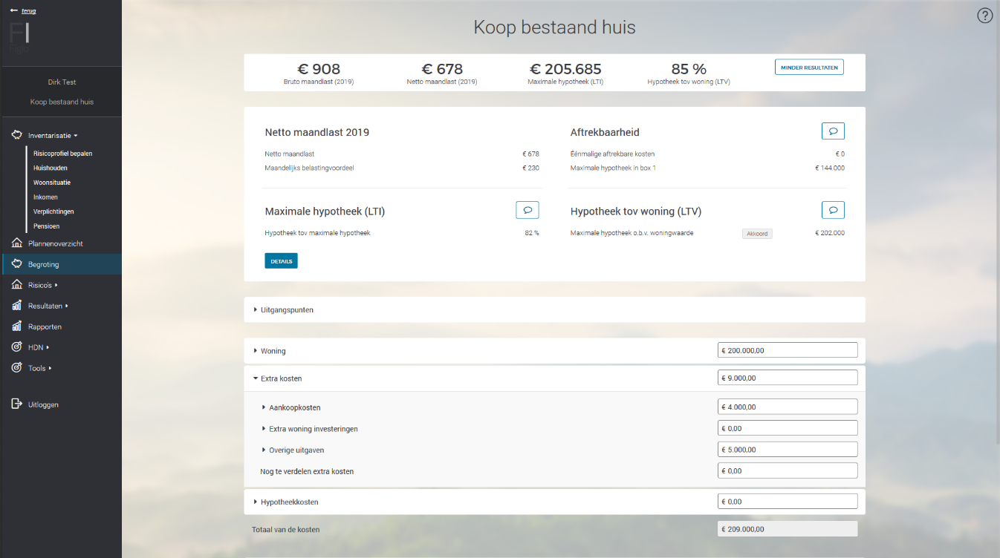 terug
FI
Figlo
Dirk Test
Koop bestaand huis
Inventarisatie
Risicoprofiel bepalen
Huishouden
Woonsituatie
Inkomen
Verplichtingen
Pensioen
Plannenoverzicht
Begroting
Risico's
Resultaten
Rapporten
HDN
Tools
Uitloggen
?
Koop bestaand huis
€ 908 € 678 € 205.685 85 % MINDER RESULTATEN
Bruto maandlast (2019) Netto maandlast (2019) Maximale hypotheek (LTI) Hypotheek tov woning (LTV)
Netto maandlast 2019
Netto maandlast € 678
Maandelijks belastingvoordeel € 230
Aftrekbaarheid
Éénmalige aftrekbare kosten € 0
Maximale hypotheek in box 1 € 144.000
Maximale hypotheek (LTI)
Hypotheek tov maximale hypotheek 82 %
DETAILS
Hypotheek tov woning (LTV)
Maximale hypotheek o.b.v. woningwaarde Akkoord € 202.000
Uitgangspunten
Woning € 200.000,00
Extra kosten € 9.000,00
Aankoopkosten € 4.000,00
Extra woning investeringen € 0,00
Overige uitgaven € 5.000,00
Nog te verdelen extra kosten € 0,00
Hypotheekkosten € 0,00
Totaal van de kosten € 209.000,00